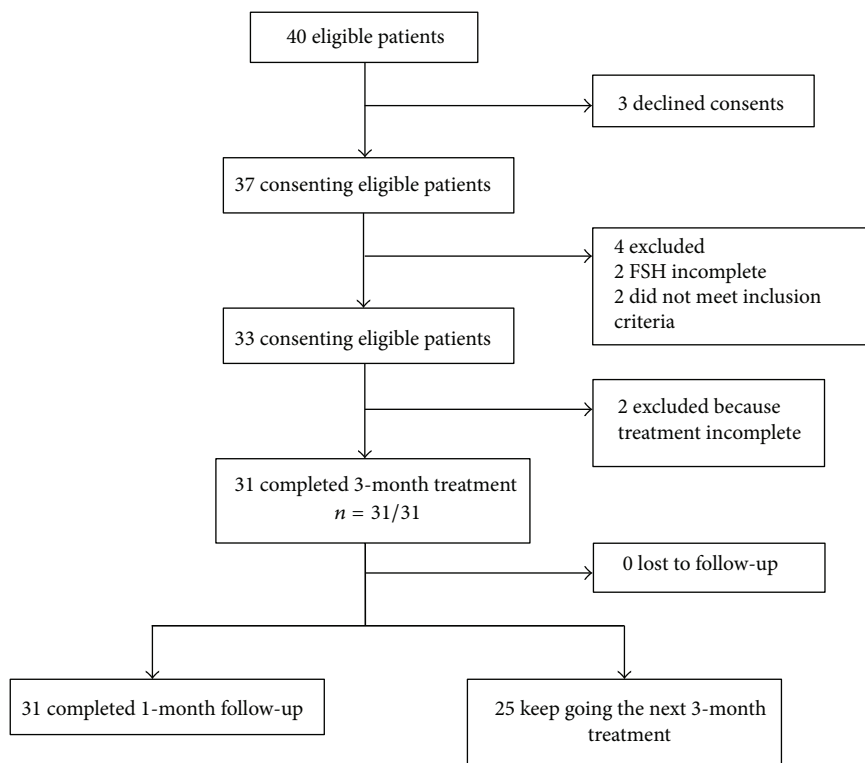 40 eligible patients
3 declined consents
37 consenting eligible patients
4 excluded
2 FSH incomplete
2 did not meet inclusion
criteria
33 consenting eligible patients
2 excluded because
treatment incomplete
31 completed 3-month treatment
n = 31/31
0 lost to follow-up
31 completed 1-month follow-up
25 keep going the next 3-month
treatment